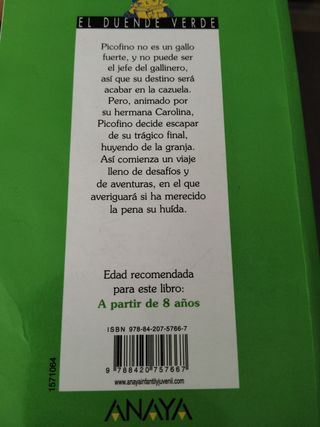 EL DUENDE VERDE
Picofino no es un gallo
fuerte, y no puede ser
el jefe del gallinero,
así que su destino será
acabar en la cazuela.
Pero, animado por
su hermana Carolina,
Picofino decide escapar
de su trágico final,
huyendo de la granja.
Así comienza un viaje
lleno de desafíos y
de aventuras, en el que
averiguará si ha merecido
la pena su huída.
Edad recomendada
para este libro:
A partir de 8 años
ISBN 978-84-207-5766-7
9 788420 757667
www.anayainfantilyjuvenil.com
1571064
ANAYA